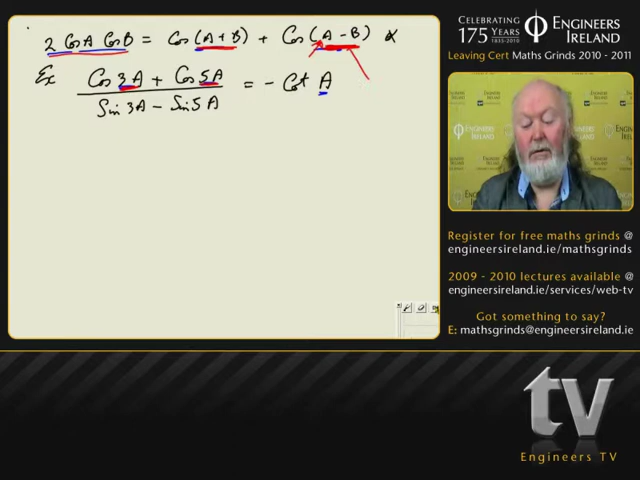 2 Cos A Cos B = Cos (A + B) + Cos (A - B)
Ex
Cos 3A + Cos 5A
Sin 3A - Sin 5A
= - Cot A
CELEBRATING
175 YEARS
1835-2010
ENGINEERS
IRELAND
Leaving Cert Maths Grinds 2010 - 2011
Register for free maths grinds @
engineersireland.ie/mathsgrinds
2009 - 2010 lectures available @
engineersireland.ie/services/web-tv
Got something to say?
E: mathsgrinds@engineersireland.ie
tv
Engineers TV